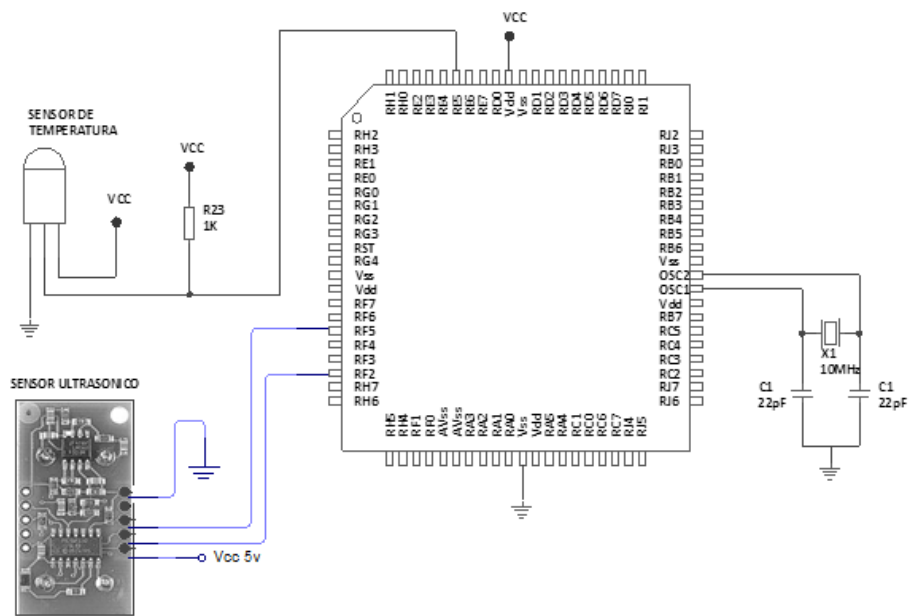 VCC
RH1
RH0
RE2
RE3
RE4
RE5
RE6
RE7
RD0
Vdd
Vss
RD1
RD2
RD3
RD4
RD5
RD6
RD7
RJ0
RJ1
SENSOR DE
TEMPERATURA
VCC
VCC
R23
1K
RH2
RH3
RE1
RE0
RG0
RG1
RG2
RG3
RST
RG4
Vss
Vdd
RF7
RF6
RF5
RF4
RF3
RF2
RH7
RH6
RJ2
RJ3
RB0
RB1
RB2
RB3
RB4
RB5
RB6
Vss
OSC2
OSC1
Vdd
RB7
RC5
RC4
RC3
RC2
RJ7
RJ6
X1
10MHz
C1
22pF
C1
22pF
RH5
RH4
RF1
RF0
AVss
AVss
RA3
RA2
RA1
RA0
Vss
Vdd
RA5
RA4
RC1
RC0
RC6
RC7
RJ4
RJ5
SENSOR ULTRASONICO
Vcc 5v